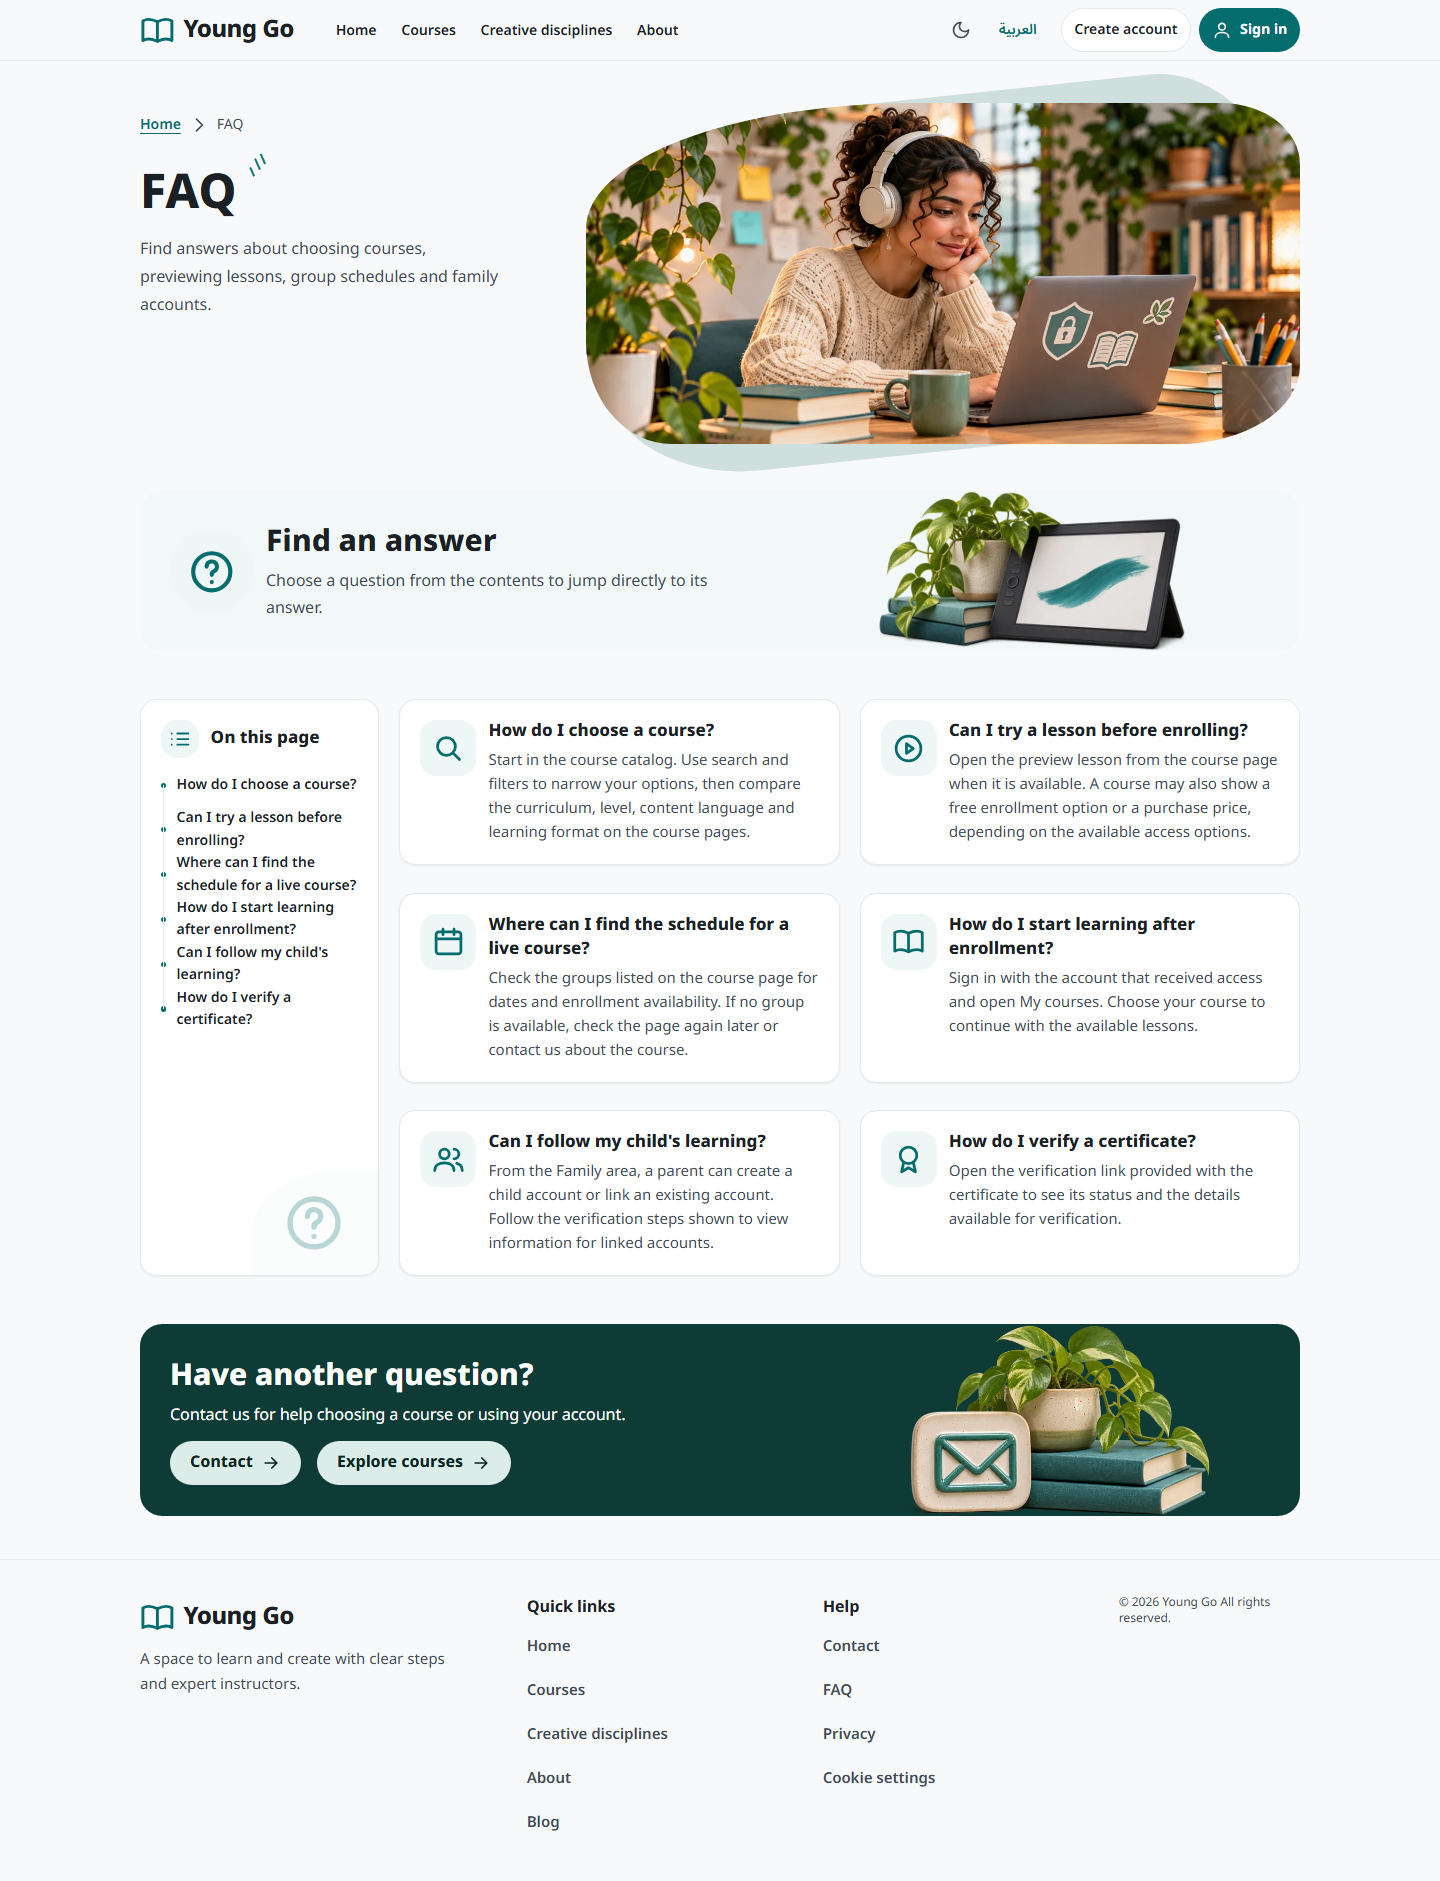 Young Go
Home
Courses
Creative disciplines
About
العربية
Create account
Sign in
Home
FAQ
FAQ
Find answers about choosing courses,
previewing lessons, group schedules and family
accounts.
Find an answer
Choose a question from the contents to jump directly to its
answer.
On this page
How do I choose a course?
Can I try a lesson before
enrolling?
Where can I find the
schedule for a live course?
How do I start learning
after enrollment?
Can I follow my child's
learning?
How do I verify a
certificate?
How do I choose a course?
Start in the course catalog. Use search and
filters to narrow your options, then compare
the curriculum, level, content language and
learning format on the course pages.
Can I try a lesson before enrolling?
Open the preview lesson from the course page
when it is available. A course may also show a
free enrollment option or a purchase price,
depending on the available access options.
Where can I find the schedule for a
live course?
Check the groups listed on the course page for
dates and enrollment availability. If no group
is available, check the page again later or
contact us about the course.
How do I start learning after
enrollment?
Sign in with the account that received access
and open My courses. Choose your course to
continue with the available lessons.
Can I follow my child's learning?
From the Family area, a parent can create a
child account or link an existing account.
Follow the verification steps shown to view
information for linked accounts.
How do I verify a certificate?
Open the verification link provided with the
certificate to see its status and the details
available for verification.
Have another question?
Contact us for help choosing a course or using your account.
Contact
Explore courses
Young Go
A space to learn and create with clear steps
and expert instructors.
Quick links
Home
Courses
Creative disciplines
About
Blog
Help
Contact
FAQ
Privacy
Cookie settings
© 2026 Young Go All rights
reserved.